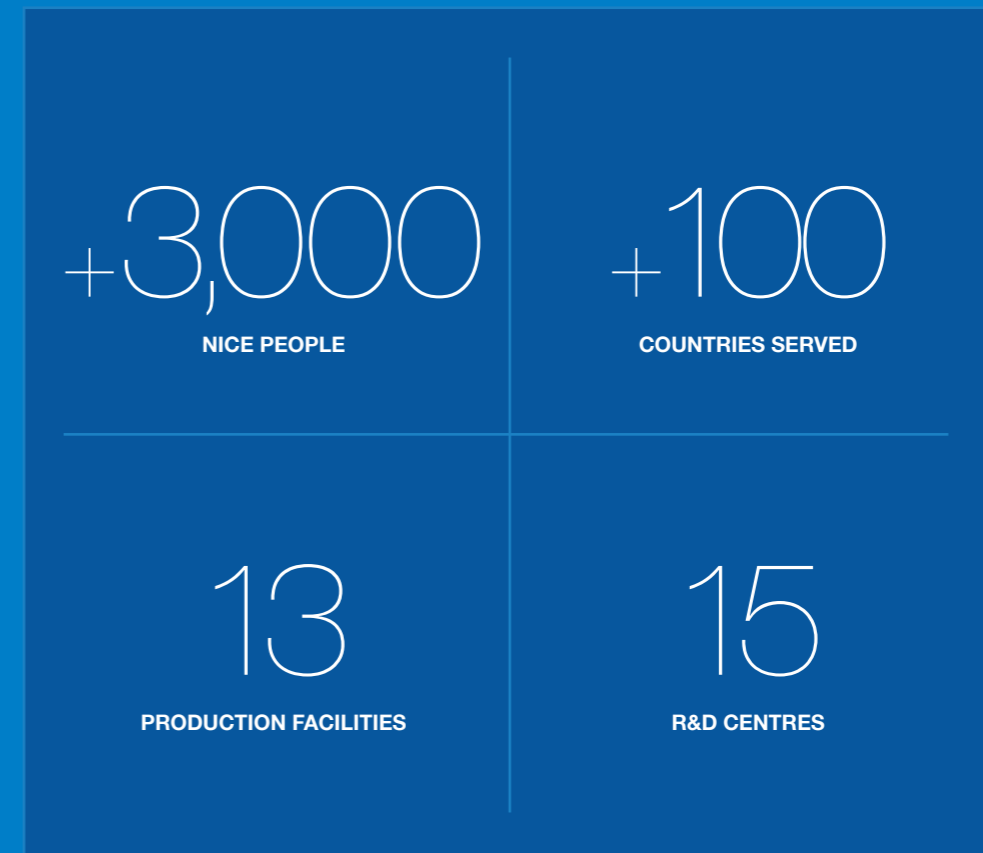 +3,000
NICE PEOPLE
+100
COUNTRIES SERVED
13
PRODUCTION FACILITIES
15
R&D CENTRES